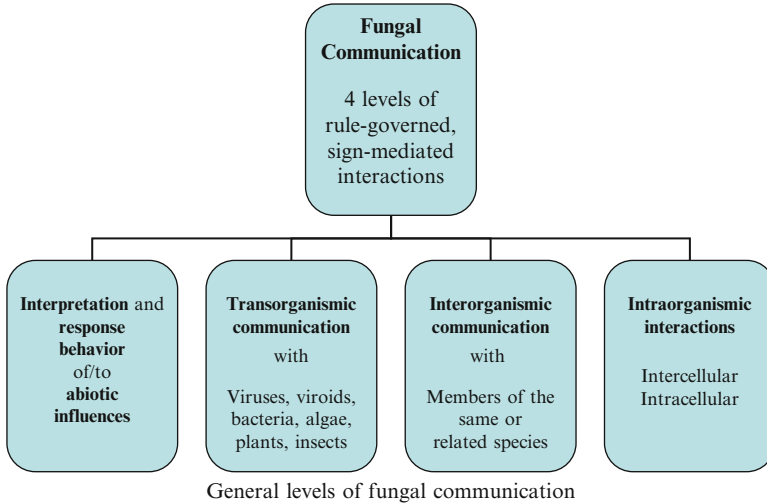 Fungal
Communication
4 levels of
rule-governed,
sign-mediated
interactions
Interpretation and
response
behavior
of/to
abiotic
influences
Transorganismic
communication
with
Viruses, viroids,
bacteria, algae,
plants, insects
Interorganismic
communication
with
Members of the
same or
related species
Intraorganismic
interactions
Intercellular
Intracellular
General levels of fungal communication